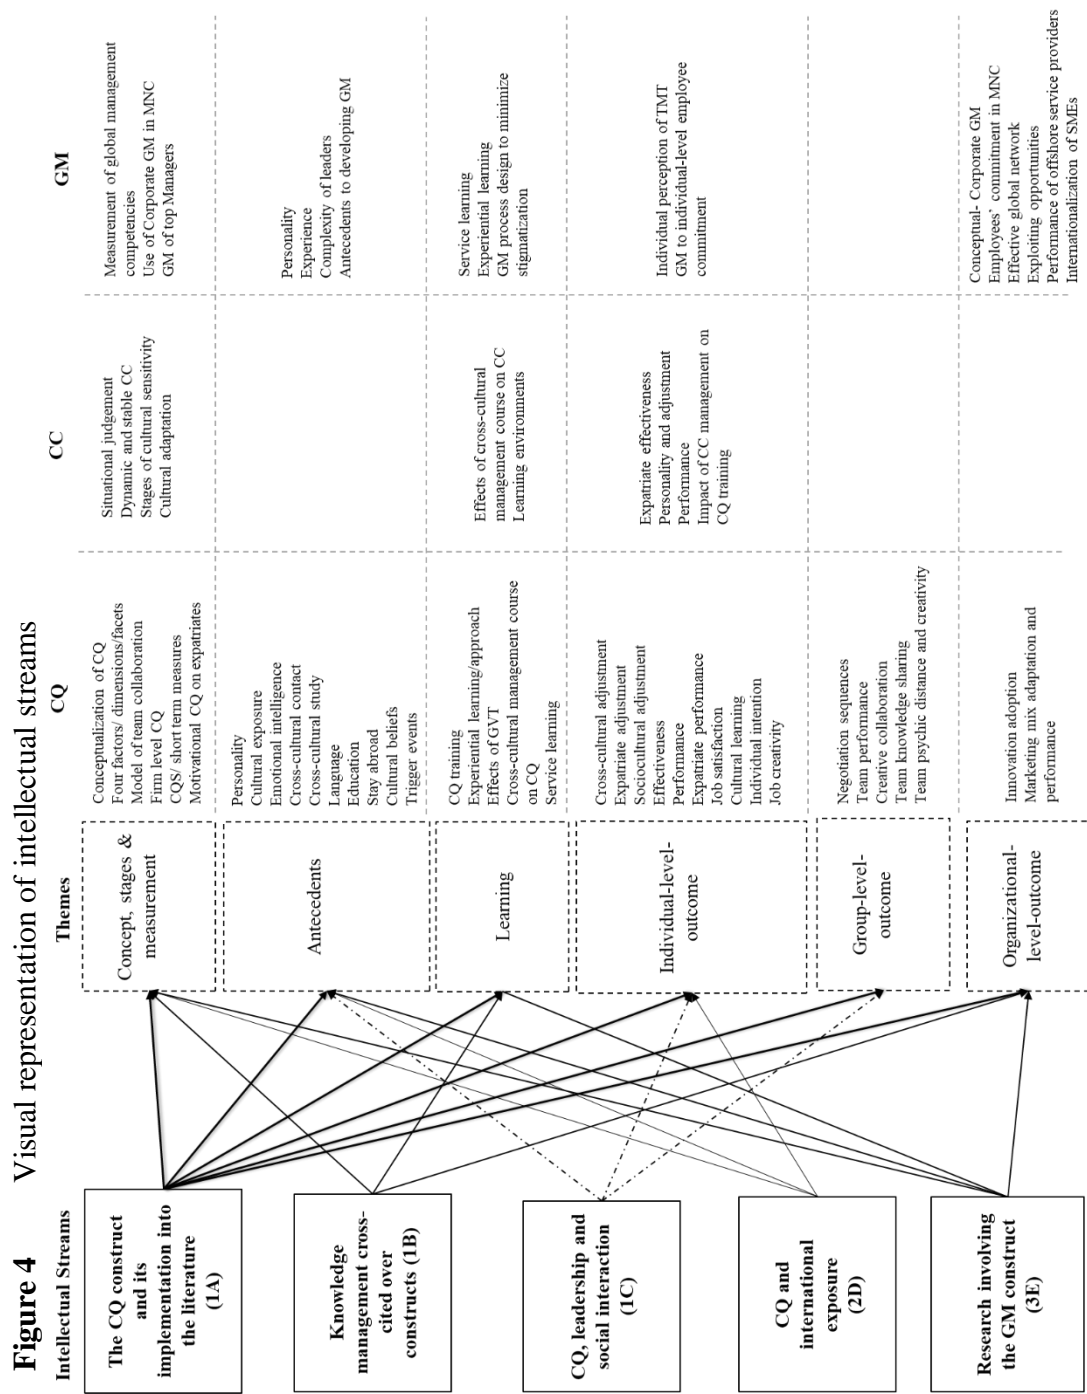 Figure 4 Visual representation of intellectual streams
Intellectual Streams
Themes
CQ
CC
GM
The CQ construct
and its
implementation into
the literature
(1A)
Knowledge
management cross-
cited over
constructs (1B)
CQ, leadership and
social interaction
(1C)
CQ and
international
exposure
(2D)
Research involving
the GM construct
(3E)
Concept, stages &
measurement
Conceptualization of CQ
Four factors/ dimensions/facets
Model of team collaboration
Firm level CQ
CQS/ short term measures
Motivational CQ on expatriates
Situational judgement
Dynamic and stable CC
Stages of cultural sensitivity
Cultural adaptation
Measurement of global management
competencies
Use of Corporate GM in MNC
GM of top Managers
Antecedents
Personality
Cultural exposure
Emotional intelligence
Cross-cultural contact
Cross-cultural study
Language
Education
Stay abroad
Cultural beliefs
Trigger events
Personality
Experience
Complexity of leaders
Antecedents to developing GM
Learning
CQ training
Experiential learning/approach
Effects of GVT
Cross-cultural management course
on CQ
Service learning
Effects of cross-cultural
management course on CC
Learning environments
Service learning
Experiential learning
GM process design to minimize
stigmatization
Individual-level-
outcome
Cross-cultural adjustment
Expatriate adjustment
Sociocultural adjustment
Effectiveness
Performance
Expatriate performance
Job satisfaction
Cultural learning
Individual intention
Job creativity
Expatriate effectiveness
Personality and adjustment
Performance
Impact of CC management on
CQ training
Individual perception of TMT
GM to individual-level employee
commitment
Group-level-
outcome
Negotiation sequences
Team performance
Creative collaboration
Team knowledge sharing
Team psychic distance and creativity
Organizational-
level-outcome
Innovation adoption
Marketing mix adaptation and
performance
Conceptual- Corporate GM
Employees' commitment in MNC
Effective global network
Exploiting opportunities
Performance of offshore service providers
Internationalization of SMEs